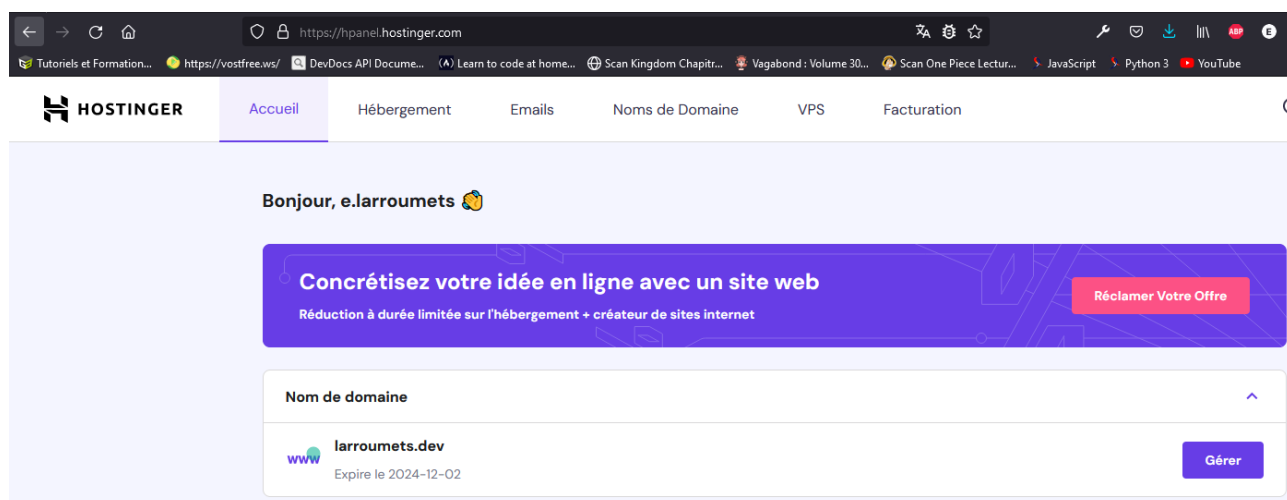 https://hpanel.hostinger.com
Tutoriels et Formation... https://vostfree.ws/ DevDocs API Docume... Learn to code at home... Scan Kingdom Chapitr... Vagabond : Volume 30... Scan One Piece Lectur... JavaScript Python 3 YouTube
HOSTINGER Accueil Hébergement Emails Noms de Domaine VPS Facturation
Bonjour, e.larroumets
Concrétisez votre idée en ligne avec un site web
Réclamer Votre Offre
Réduction à durée limitée sur l'hébergement + créateur de sites internet
Nom de domaine
www larroumets.dev
Expire le 2024-12-02
Gérer